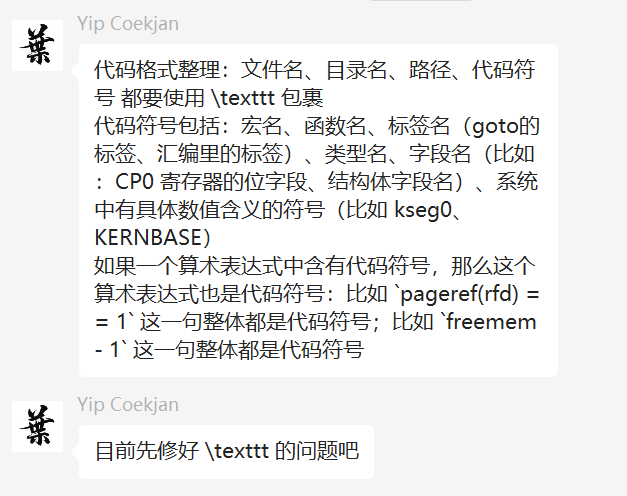 Yip Coekjan
葉
代码格式整理：文件名、目录名、路径、代码符
号 都要使用 \texttt 包裹
代码符号包括：宏名、函数名、标签名（goto的
标签、汇编里的标签）、类型名、字段名（比如
：CP0 寄存器的位字段、结构体字段名）、系统
中有具体数值含义的符号（比如 kseg0、
KERNBASE）
如果一个算术表达式中含有代码符号，那么这个
算术表达式也是代码符号：比如 `pageref(rfd) =
= 1` 这一句整体都是代码符号；比如 `freemem
- 1` 这一句整体都是代码符号
Yip Coekjan
葉
目前先修好 \texttt 的问题吧